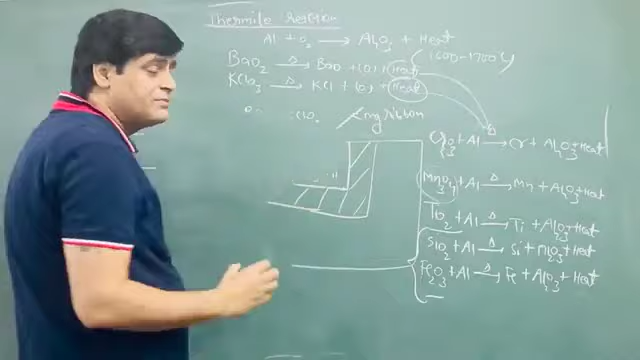 Thermite Reaction
Al + O₂ → Al₂O₃ + Heat
BaO₂ →Δ BaO + (O) + Heat (1600-1700°C)
KClO₃ →Δ KCl + (O) + Heat
Mg ribbon
Cr₂O₃ + Al → Cr + Al₂O₃ + Heat
Mn₃O₄ + Al →Δ Mn + Al₂O₃ + Heat
TiO₂ + Al →Δ Ti + Al₂O₃ + Heat
SiO₂ + Al →Δ Si + Al₂O₃ + Heat
Fe₂O₃ + Al →Δ Fe + Al₂O₃ + Heat